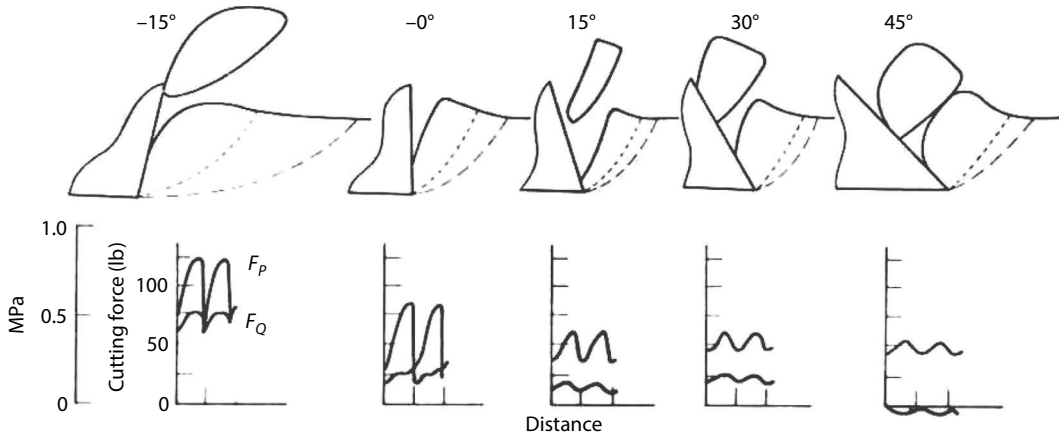 –15° –0° 15° 30° 45°
1.0
0.5
0
MPa
Cutting force (lb)
100
50
0
F_P
F_Q
Distance